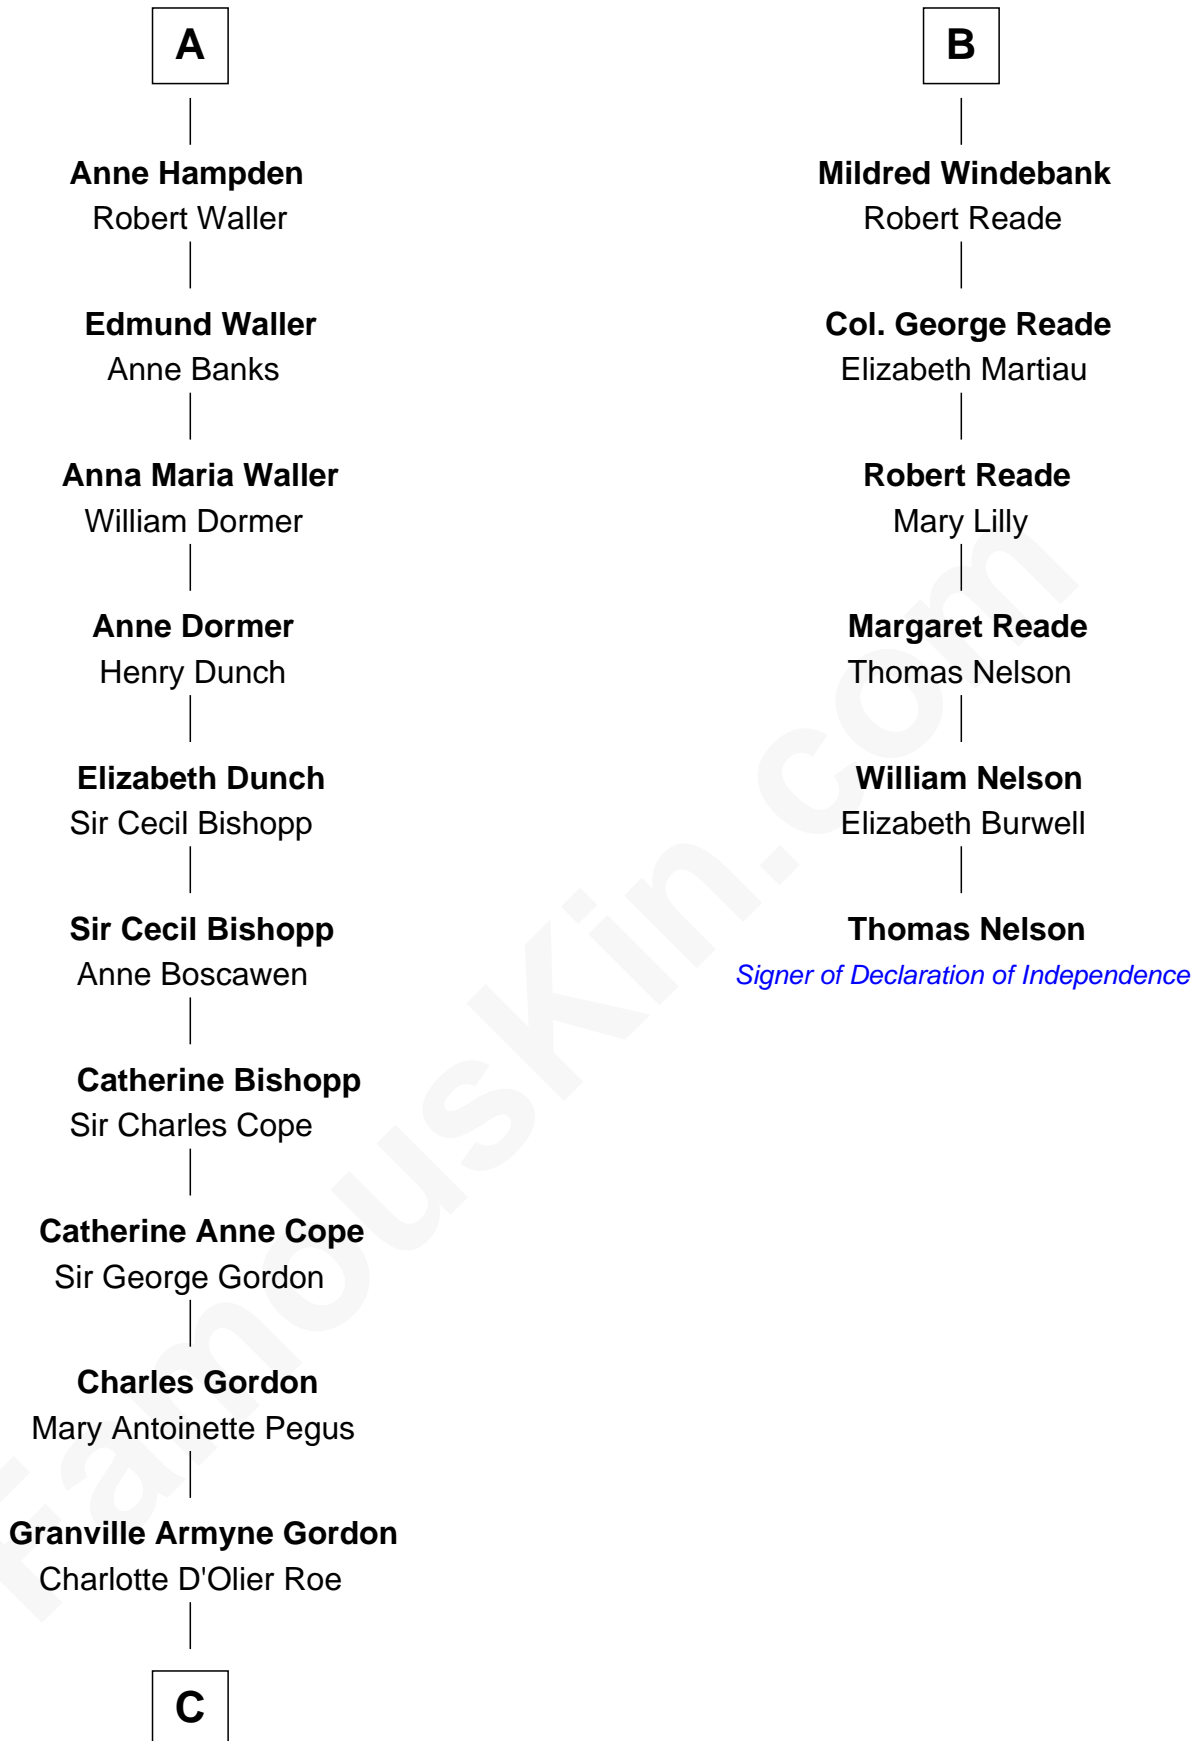 A
Anne Hampden
Robert Waller
Edmund Waller
Anne Banks
Anna Maria Waller
William Dormer
Anne Dormer
Henry Dunch
Elizabeth Dunch
Sir Cecil Bishopp
Sir Cecil Bishopp
Anne Boscawen
Catherine Bishopp
Sir Charles Cope
Catherine Anne Cope
Sir George Gordon
Charles Gordon
Mary Antoinette Pegus
Granville Armyne Gordon
Charlotte D'Olier Roe
C
B
Mildred Windebank
Robert Reade
Col. George Reade
Elizabeth Martiau
Robert Reade
Mary Lilly
Margaret Reade
Thomas Nelson
William Nelson
Elizabeth Burwell
Thomas Nelson
Signer of Declaration of Independence
FamousKin.com